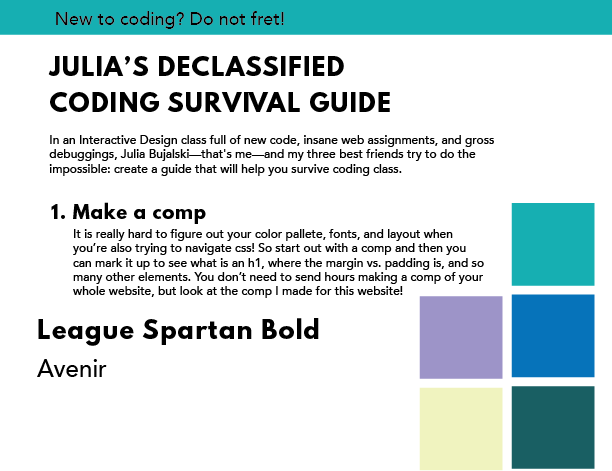 New to coding? Do not fret!
JULIA'S DECLASSIFIED
CODING SURVIVAL GUIDE
In an Interactive Design class full of new code, insane web assignments, and gross
debuggings, Julia Bujalski—that's me—and my three best friends try to do the
impossible: create a guide that will help you survive coding class.
1. Make a comp
It is really hard to figure out your color pallete, fonts, and layout when
you're also trying to navigate css! So start out with a comp and then you
can mark it up to see what is an h1, where the margin vs. padding is, and so
many other elements. You don't need to send hours making a comp of your
whole website, but look at the comp I made for this website!
League Spartan Bold
Avenir